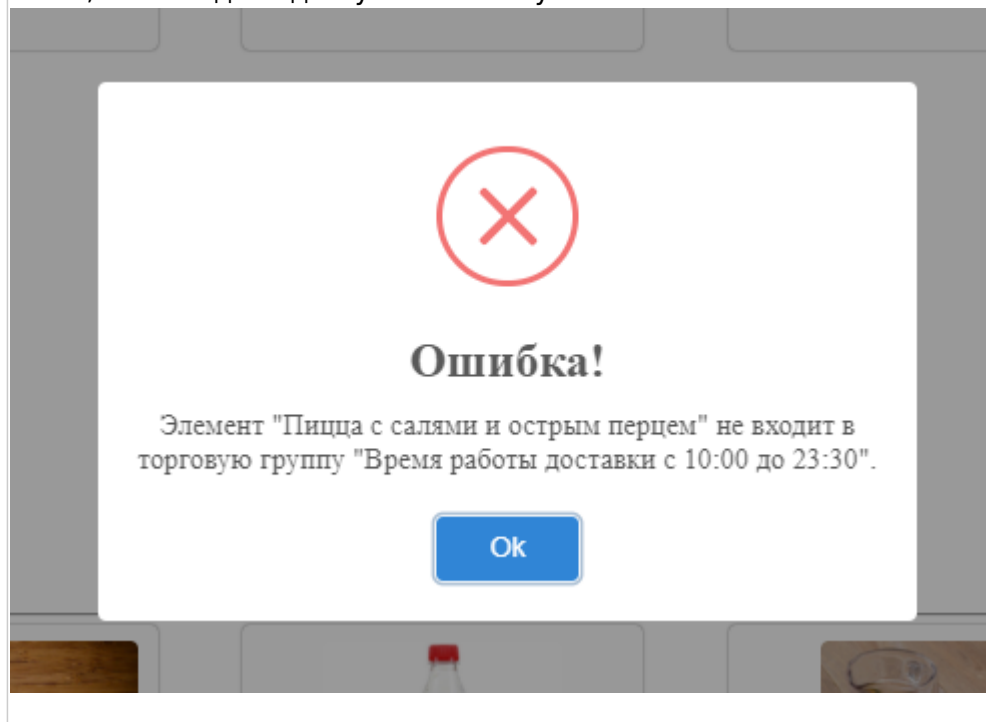 Ошибка!
Элемент "Пицца с салями и острым перцем" не входит в
торговую группу "Время работы доставки с 10:00 до 23:30".
Ok